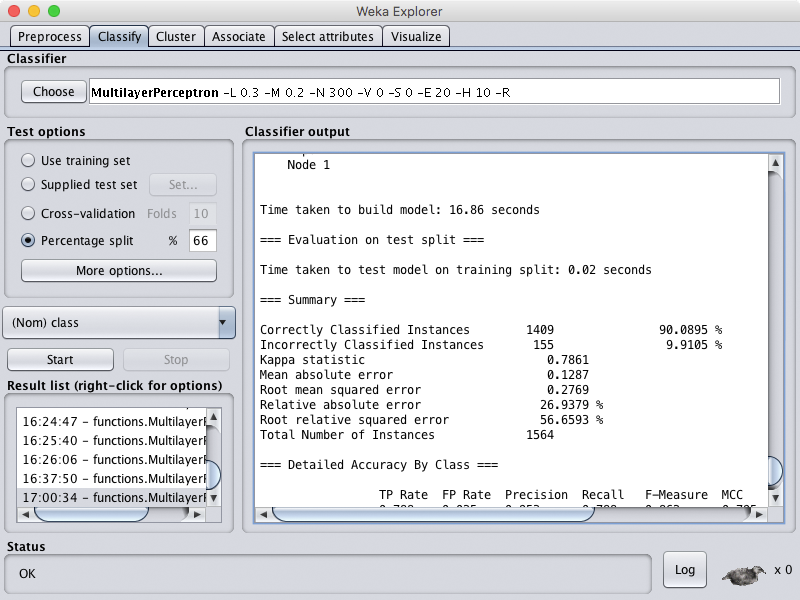 Weka Explorer
Preprocess Classify Cluster Associate Select attributes Visualize
Classifier
Choose MultilayerPerceptron -L 0.3 -M 0.2 -N 300 -V 0 -S 0 -E 20 -H 10 -R
Test options
Use training set
Supplied test set Set...
Cross-validation Folds 10
Percentage split % 66
More options...
(Nom) class
Start Stop
Result list (right-click for options)
16:24:47 - functions.MultilayerF
16:25:40 - functions.MultilayerF
16:26:06 - functions.MultilayerF
16:37:50 - functions.MultilayerF
17:00:34 - functions.MultilayerF
Classifier output
Node 1
Time taken to build model: 16.86 seconds
=== Evaluation on test split ===
Time taken to test model on training split: 0.02 seconds
=== Summary ===
Correctly Classified Instances 1409 90.0895 %
Incorrectly Classified Instances 155 9.9105 %
Kappa statistic 0.7861
Mean absolute error 0.1287
Root mean squared error 0.2769
Relative absolute error 26.9379 %
Root relative squared error 56.6593 %
Total Number of Instances 1564
=== Detailed Accuracy By Class ===
TP Rate FP Rate Precision Recall F-Measure MCC
Status
OK
Log x 0